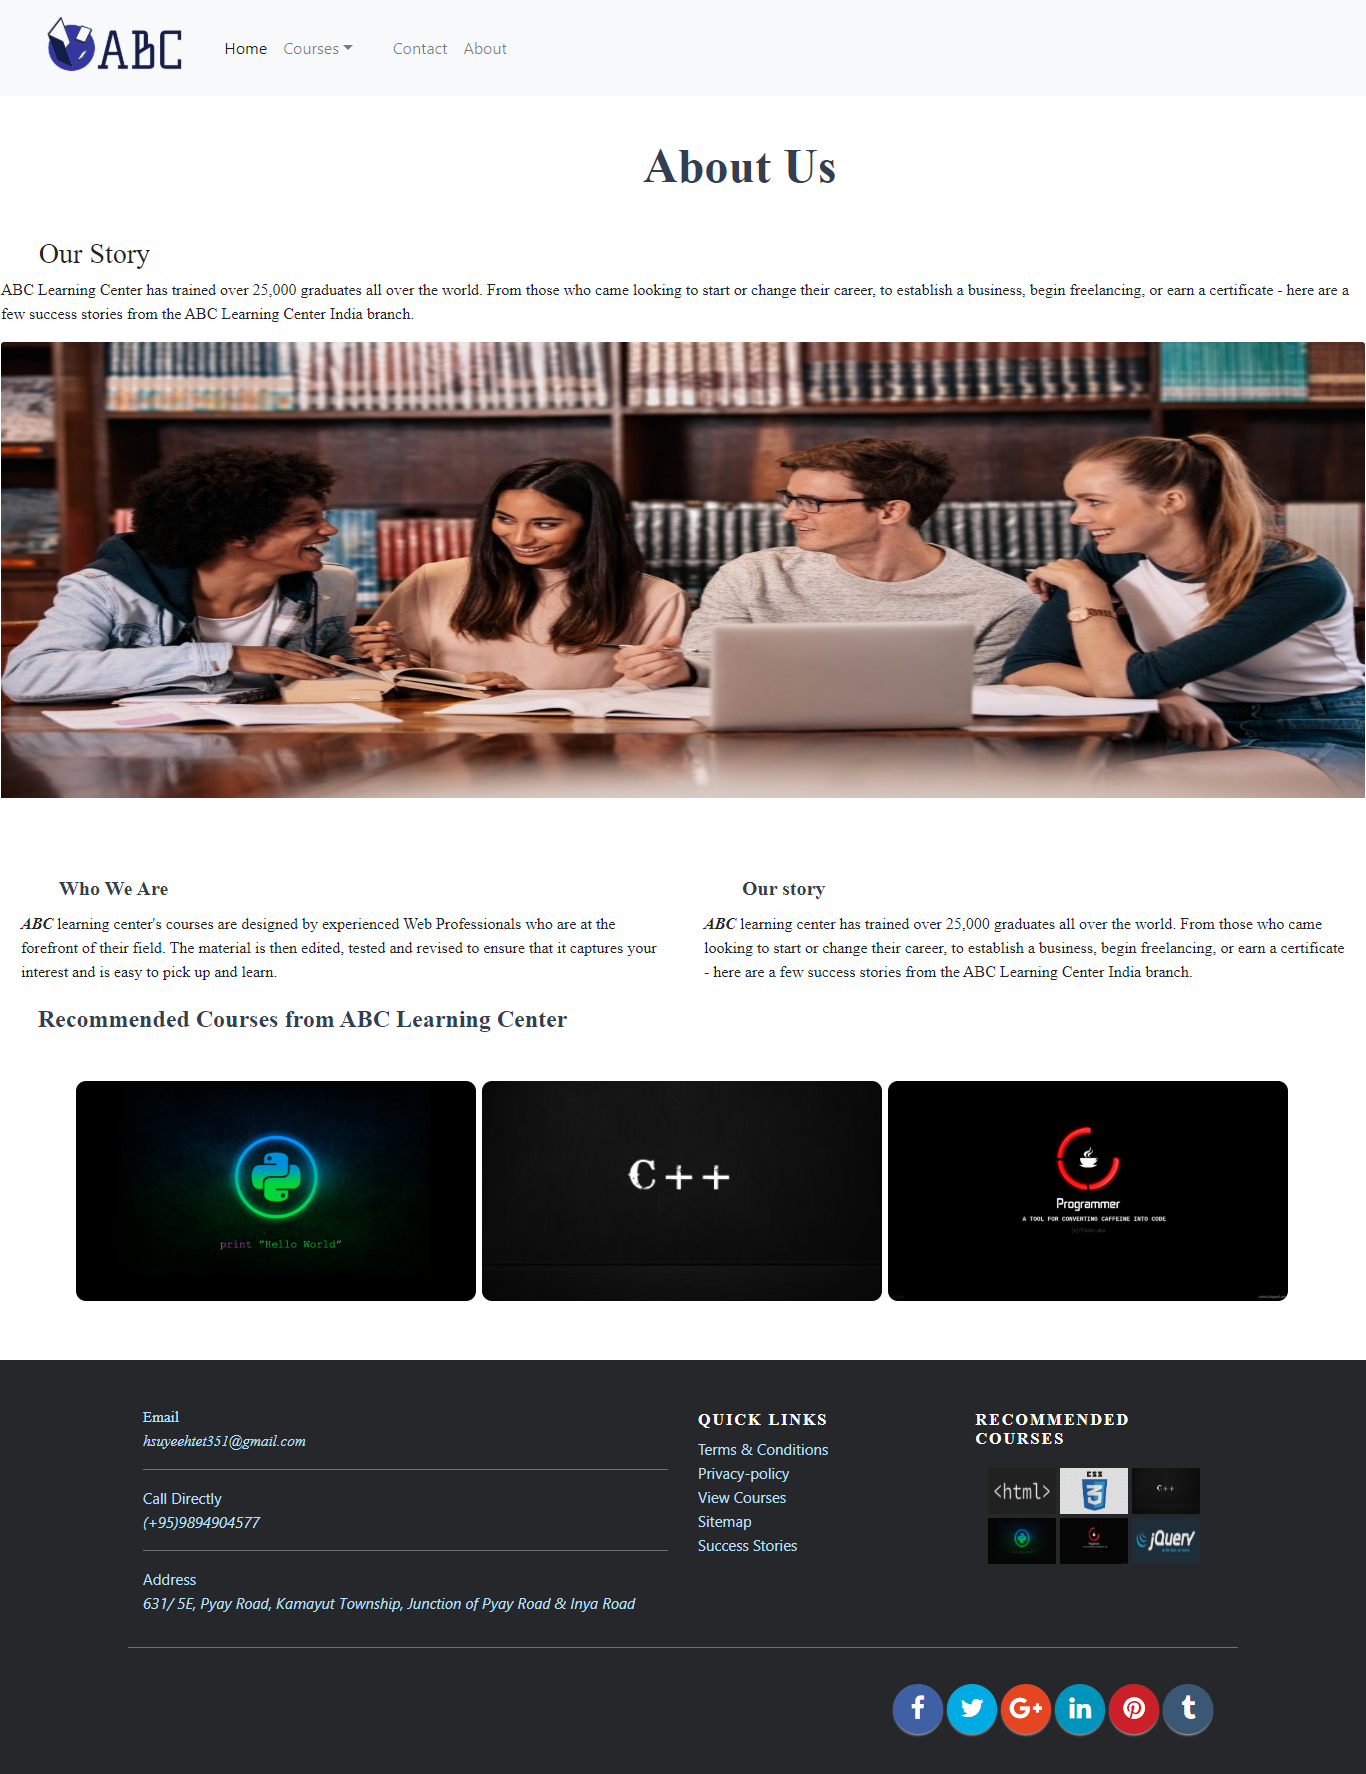 ABC
Home Courses Contact About
About Us
Our Story
ABC Learning Center has trained over 25,000 graduates all over the world. From those who came looking to start or change their career, to establish a business, begin freelancing, or earn a certificate - here are a
few success stories from the ABC Learning Center India branch.
Who We Are
ABC learning center's courses are designed by experienced Web Professionals who are at the
forefront of their field. The material is then edited, tested and revised to ensure that it captures your
interest and is easy to pick up and learn.
Our story
ABC learning center has trained over 25,000 graduates all over the world. From those who came
looking to start or change their career, to establish a business, begin freelancing, or earn a certificate
- here are a few success stories from the ABC Learning Center India branch.
Recommended Courses from ABC Learning Center
print "Hello World"
C++
Programmer
A TOOL FOR CONVERTING CAFFEINE INTO CODE
Email
hsuyeehtet351@gmail.com
Call Directly
(+95)9894904577
Address
631/ 5E, Pyay Road, Kamayut Township, Junction of Pyay Road & Inya Road
QUICK LINKS
Terms & Conditions
Privacy-policy
View Courses
Sitemap
Success Stories
RECOMMENDED
COURSES
<html>
CSS
3
C++
jQuery
f
G+
in
t